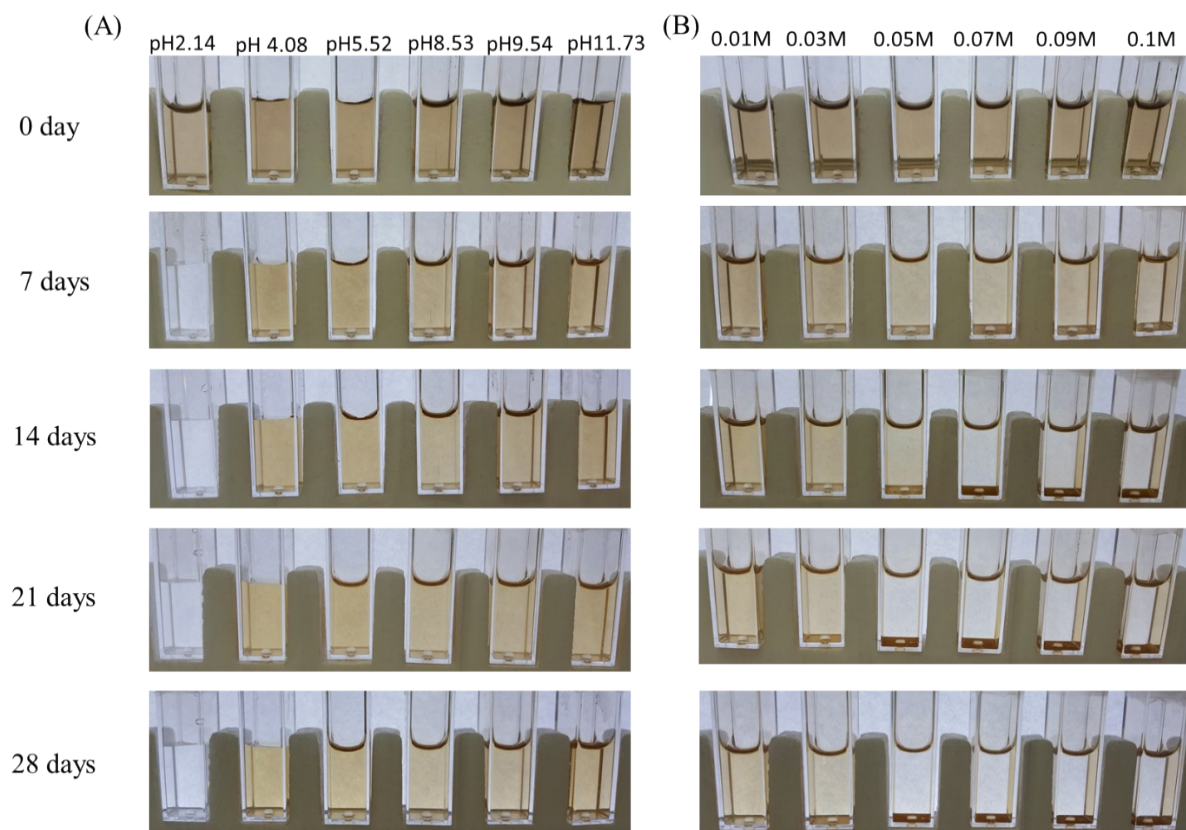 (A) (B)
pH2.14 pH 4.08 pH5.52 pH8.53 pH9.54 pH11.73 0.01M 0.03M 0.05M 0.07M 0.09M 0.1M
0 day
7 days
14 days
21 days
28 days